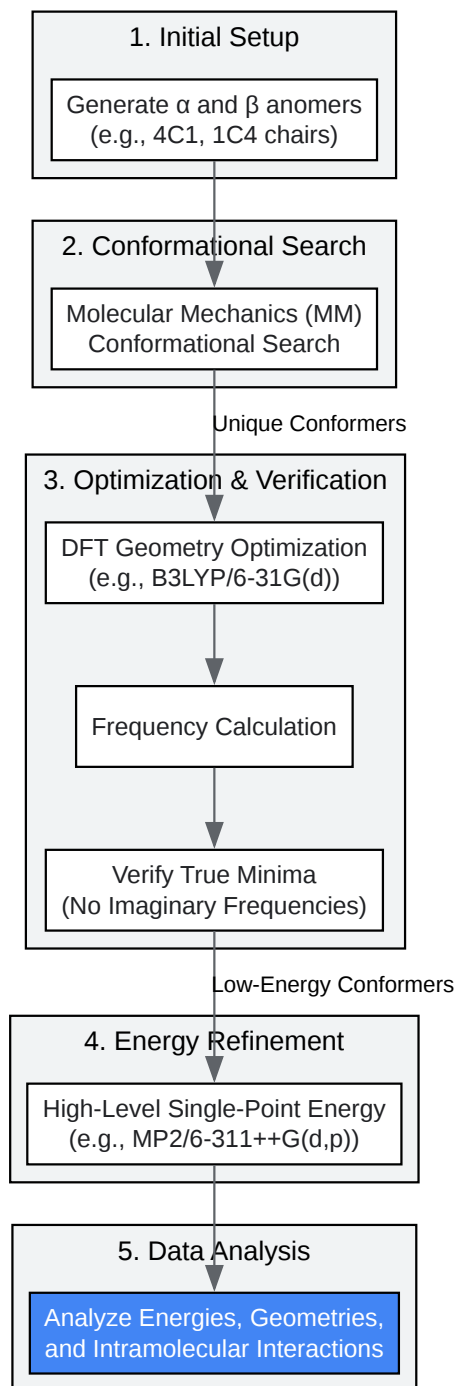 1. Initial Setup
Generate α and β anomers
(e.g., 4C1, 1C4 chairs)
2. Conformational Search
Molecular Mechanics (MM)
Conformational Search
Unique Conformers
3. Optimization & Verification
DFT Geometry Optimization
(e.g., B3LYP/6-31G(d))
Frequency Calculation
Verify True Minima
(No Imaginary Frequencies)
Low-Energy Conformers
4. Energy Refinement
High-Level Single-Point Energy
(e.g., MP2/6-311++G(d,p))
5. Data Analysis
Analyze Energies, Geometries,
and Intramolecular Interactions